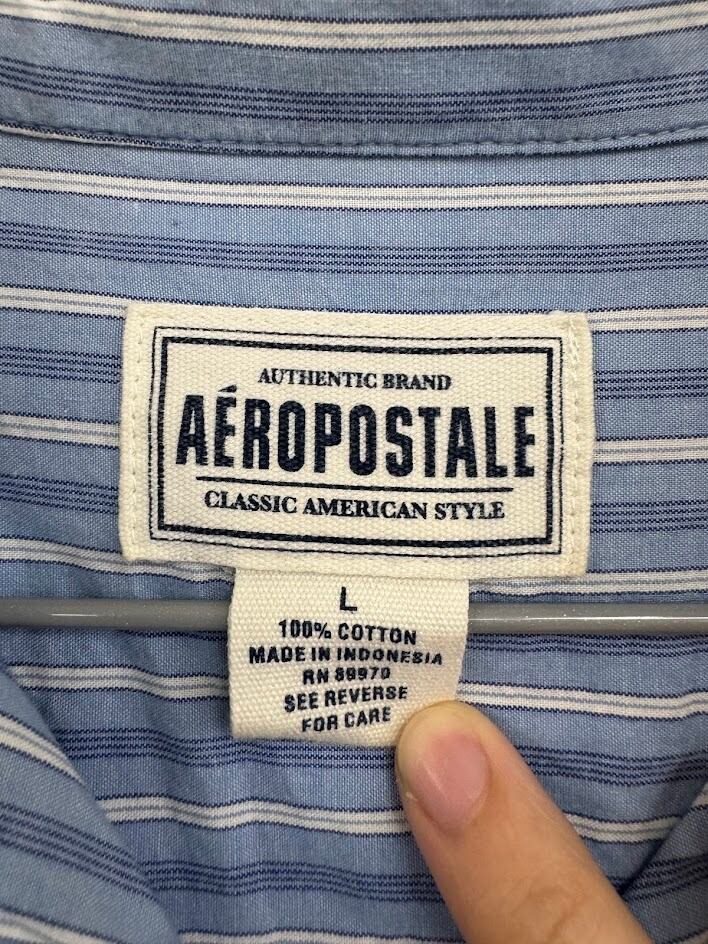 AUTHENTIC BRAND
AÉROPOSTALE
CLASSIC AMERICAN STYLE
L
100% COTTON
MADE IN INDONESIA
RN 89970
SEE REVERSE
FOR CARE